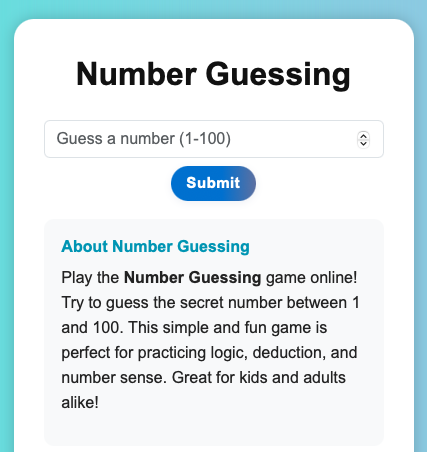 Number Guessing
Guess a number (1-100)
Submit
About Number Guessing
Play the Number Guessing game online!
Try to guess the secret number between 1
and 100. This simple and fun game is
perfect for practicing logic, deduction, and
number sense. Great for kids and adults
alike!